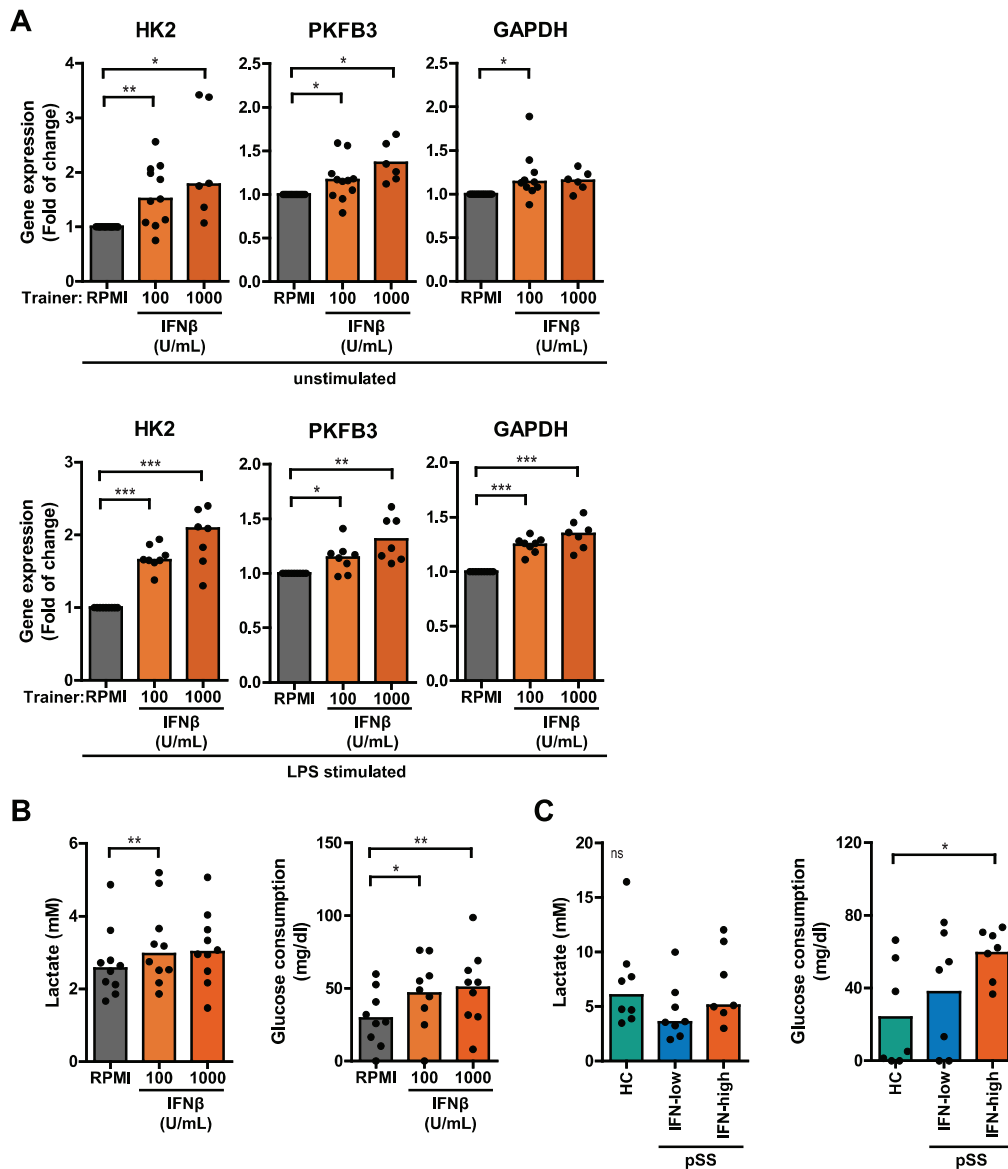 A
HK2
PKFB3
GAPDH
Gene expression
(Fold of change)
4
3
2
1
0
*
**
2.5
2.0
1.5
1.0
0.5
0.0
*
*
2.5
2.0
1.5
1.0
0.5
0.0
*
Trainer: RPMI 100 1000
RPMI 100 1000
RPMI 100 1000
IFNβ
(U/mL)
IFNβ
(U/mL)
IFNβ
(U/mL)
unstimulated
HK2
PKFB3
GAPDH
Gene expression
(Fold of change)
3
2
1
0
***
***
2.0
1.5
1.0
0.5
0.0
**
*
2.0
1.5
1.0
0.5
0.0
***
***
Trainer: RPMI 100 1000
RPMI 100 1000
RPMI 100 1000
IFNβ
(U/mL)
IFNβ
(U/mL)
IFNβ
(U/mL)
LPS stimulated
B
Lactate (mM)
6
4
2
0
**
RPMI 100 1000
IFNβ
(U/mL)
Glucose consumption
(mg/dl)
150
100
50
0
**
*
RPMI 100 1000
IFNβ
(U/mL)
C
Lactate (mM)
20
15
10
5
0
ns
HC
IFN-low
IFN-high
pSS
Glucose consumption
(mg/dl)
120
80
40
0
*
HC
IFN-low
IFN-high
pSS